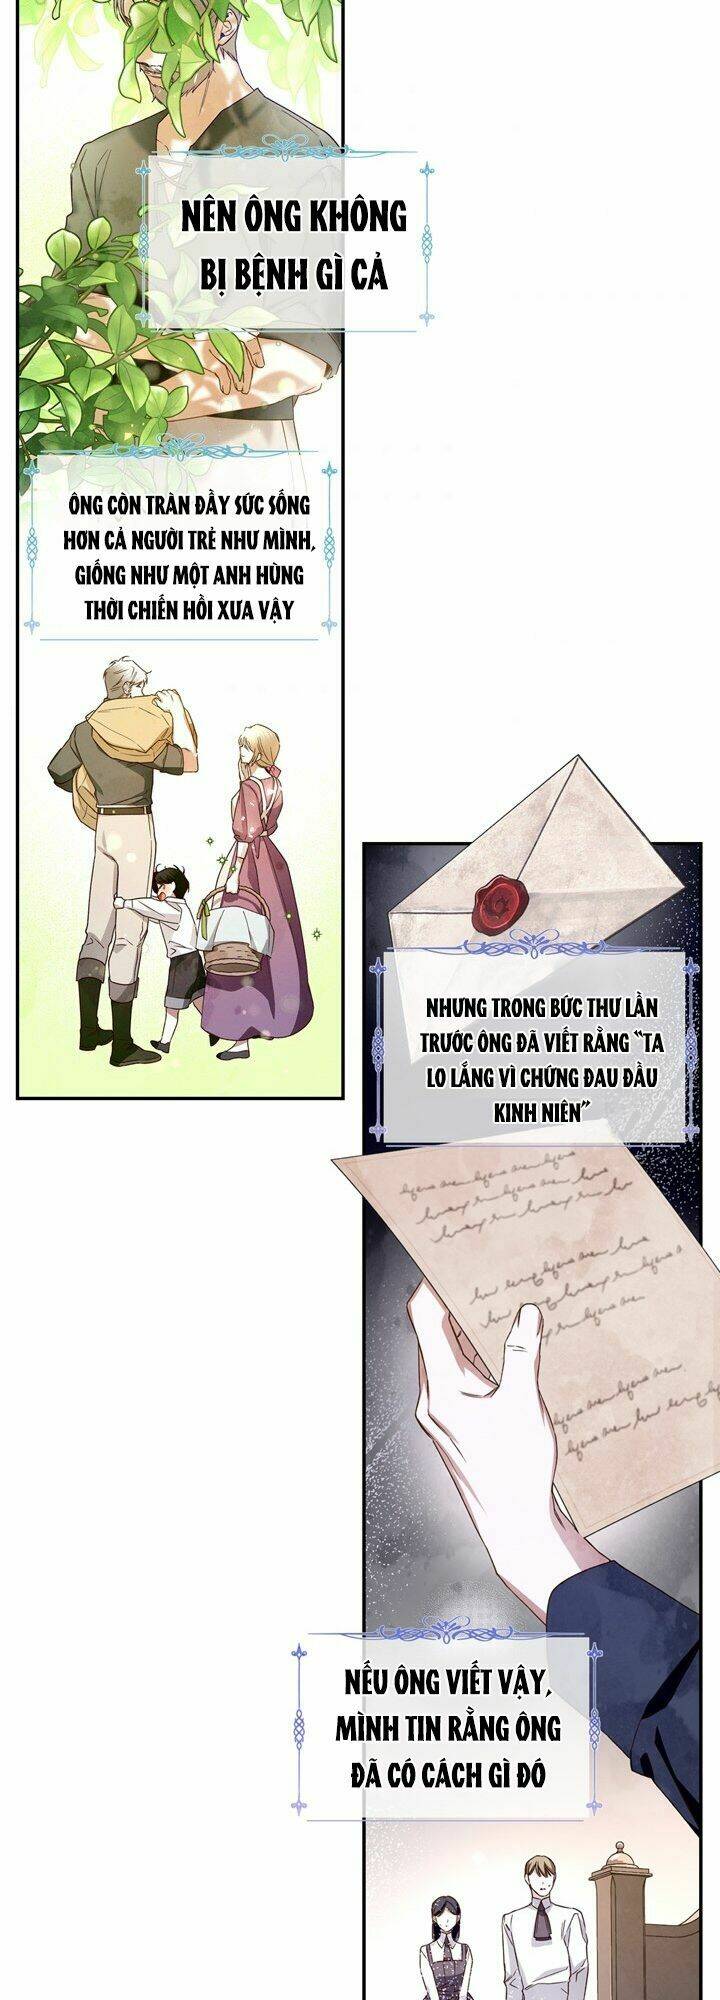 NÊN ÔNG KHÔNG
BỊ BỆNH GÌ CẢ
ÔNG CÒN TRÀN ĐẦY SỨC SỐNG
HƠN CẢ NGƯỜI TRẺ NHƯ MÌNH,
GIỐNG NHƯ MỘT ANH HÙNG
THỜI CHIẾN HỒI XƯA VẬY
NHƯNG TRONG BỨC THƯ LẦN
TRƯỚC ÔNG ĐÃ VIẾT RẰNG "TA
LO LẮNG VÌ CHỨNG ĐAU ĐẦU
KINH NIÊN"
NẾU ÔNG VIẾT VẬY,
MÌNH TIN RẰNG ÔNG
ĐÃ CÓ CÁCH GÌ ĐÓ